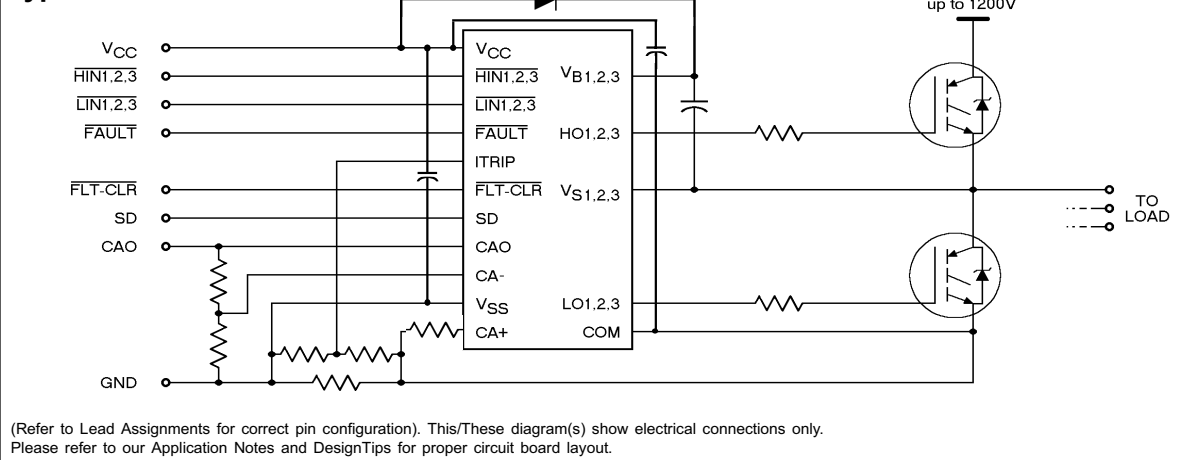 up to 1200V
VCC
HIN1,2,3
LIN1,2,3
FAULT
FLT-CLR
SD
CAO
GND
VCC
HIN1,2,3
LIN1,2,3
FAULT
ITRIP
FLT-CLR
SD
CAO
CA-
VSS
CA+
VB1,2,3
HO1,2,3
VS1,2,3
LO1,2,3
COM
TO
LOAD
(Refer to Lead Assignments for correct pin configuration). This/These diagram(s) show electrical connections only.
Please refer to our Application Notes and DesignTips for proper circuit board layout.